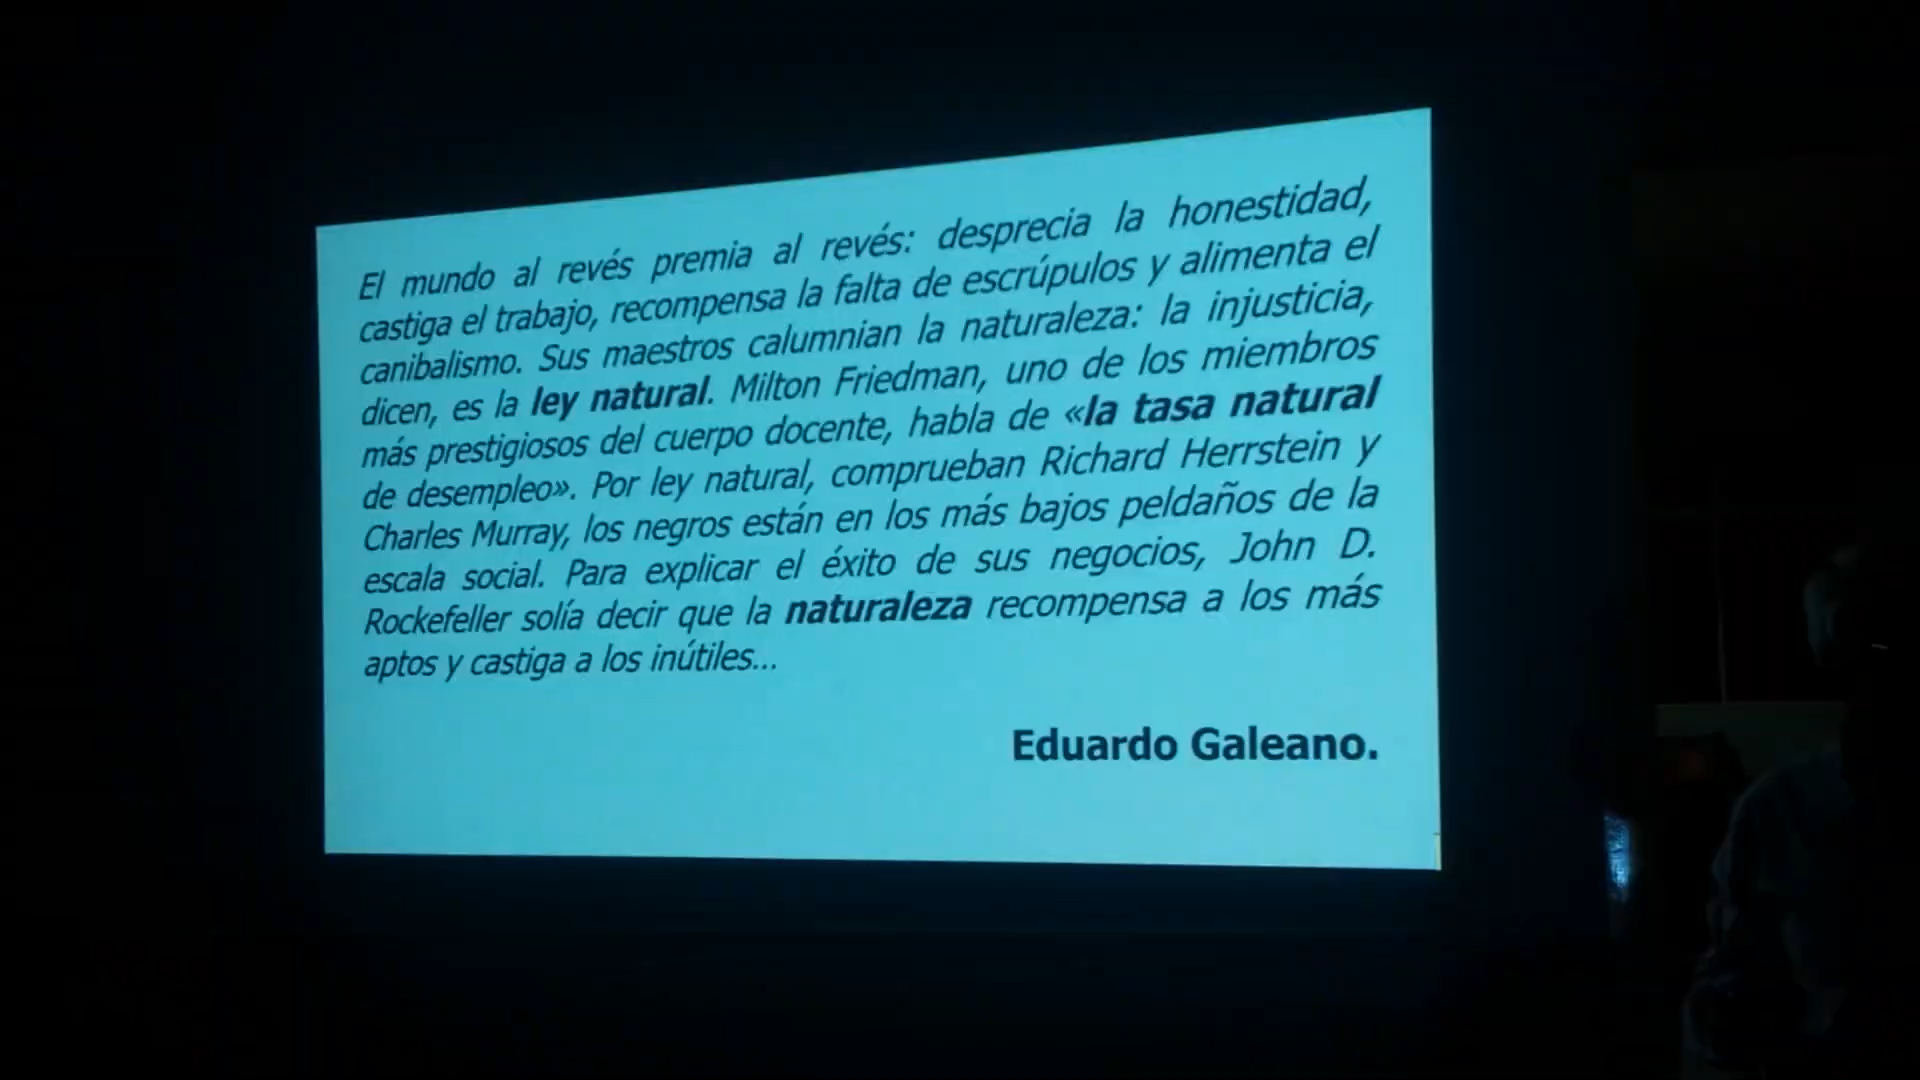 El mundo al revés premia al revés: desprecia la honestidad,
castiga el trabajo, recompensa la falta de escrúpulos y alimenta el
canibalismo. Sus maestros calumnian la naturaleza: la injusticia,
dicen, es la ley natural. Milton Friedman, uno de los miembros
más prestigiosos del cuerpo docente, habla de «la tasa natural
de desempleo». Por ley natural, comprueban Richard Herrstein y
Charles Murray, los negros están en los más bajos peldaños de la
escala social. Para explicar el éxito de sus negocios, John D.
Rockefeller solía decir que la naturaleza recompensa a los más
aptos y castiga a los inútiles...
Eduardo Galeano.